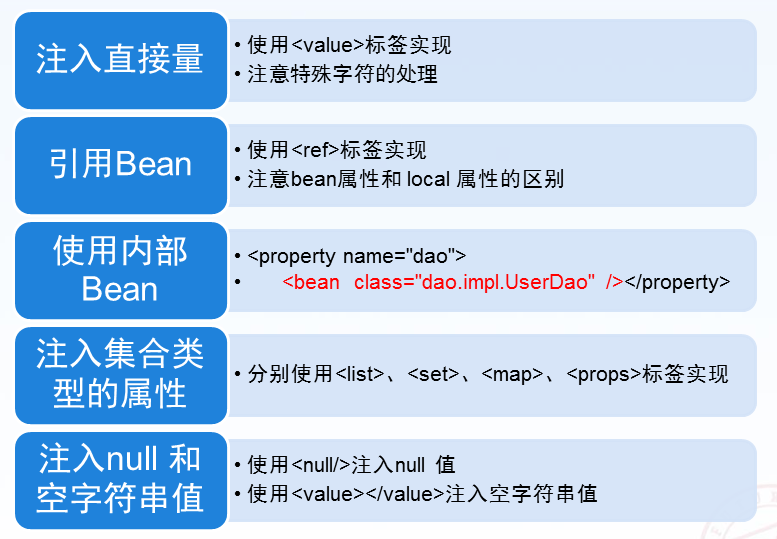 注入直接量
• 使用<value>标签实现
• 注意特殊字符的处理
引用Bean
• 使用<ref>标签实现
• 注意bean属性和 local 属性的区别
使用内部
Bean
• <property name="dao">
• <bean class="dao.impl.UserDao" /></property>
注入集合类
型的属性
• 分别使用<list>、<set>、<map>、<props>标签实现
注入null 和
空字符串值
• 使用<null/>注入null 值
• 使用<value></value>注入空字符串值